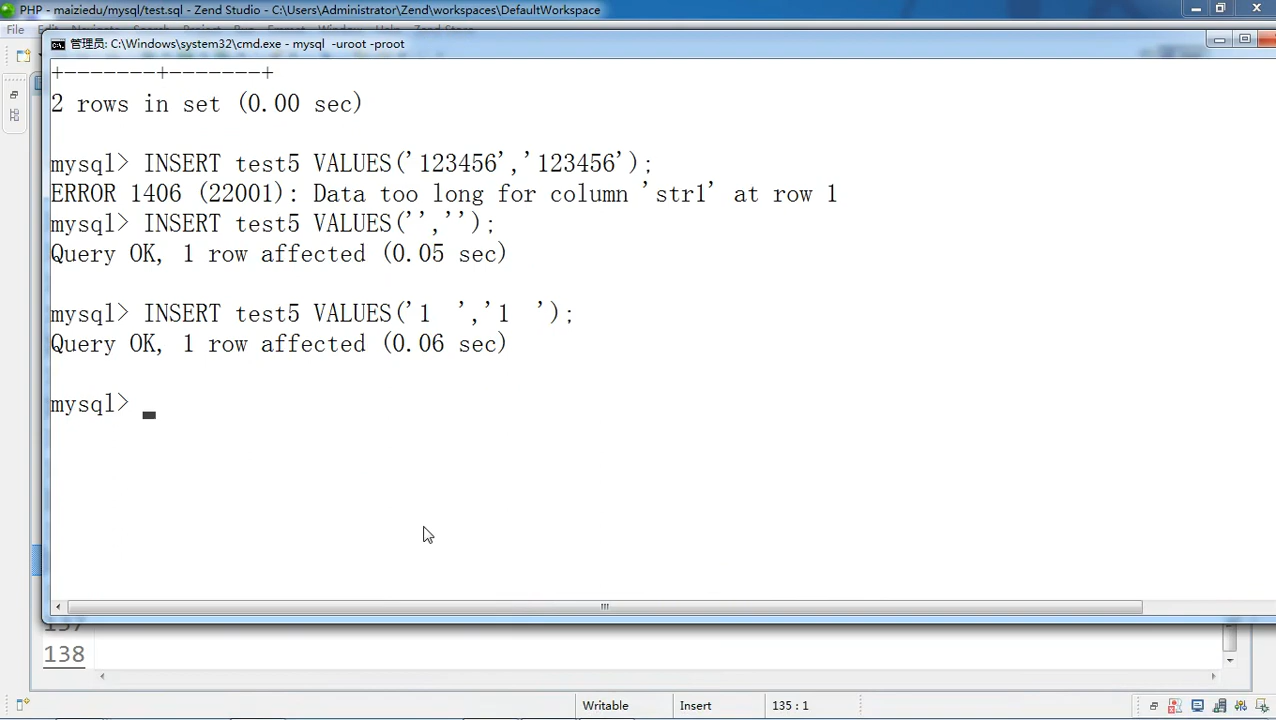 PHP - maiziedu/mysql/test.sql - Zend Studio - C:\Users\Administrator\Zend\workspaces\DefaultWorkspace
File
管理员: C:\Windows\system32\cmd.exe - mysql -uroot -proot
+-------+-------+
2 rows in set (0.00 sec)
mysql> INSERT test5 VALUES('123456','123456');
ERROR 1406 (22001): Data too long for column 'str1' at row 1
mysql> INSERT test5 VALUES('','');
Query OK, 1 row affected (0.05 sec)
mysql> INSERT test5 VALUES('1  ','1  ');
Query OK, 1 row affected (0.06 sec)
mysql>
137
138
Writable Insert 135 : 1